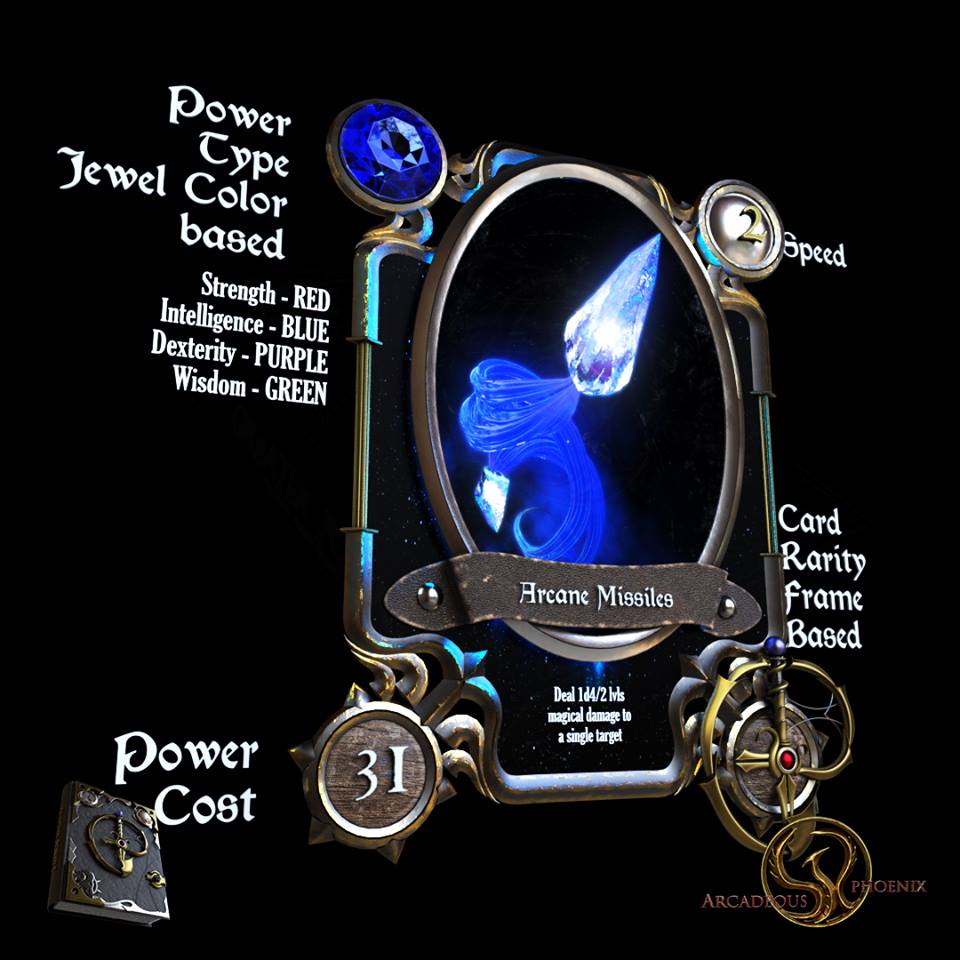 Power
Type
Jewel Color
based
Strength - RED
Intelligence - BLUE
Dexterity - PURPLE
Wisdom - GREEN
2
Speed
Card
Rarity
Frame
Based
Arcane Missiles
Deal 1d4/2 lvls
magical damage to
a single target
31
Power
Cost
ARCADEOUS PHOENIX